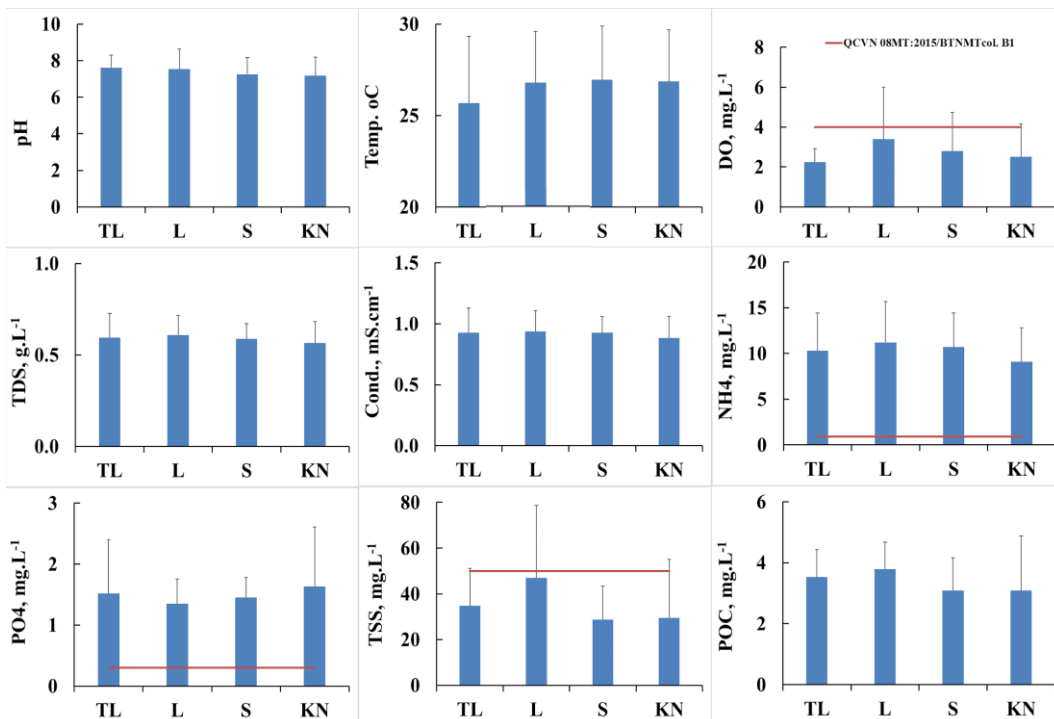 pH
10
8
6
4
2
0
TL L S KN
Temp. oC
30
25
20
TL L S KN
DO, mg.L⁻¹
QCVN 08MT:2015/BTNMTcol. B1
8
6
4
2
0
TL L S KN
TDS, g.L⁻¹
1.0
0.5
0.0
TL L S KN
Cond., mS.cm⁻¹
1.5
1.0
0.5
0.0
TL L S KN
NH4, mg.L⁻¹
20
15
10
5
0
TL L S KN
PO4, mg.L⁻¹
3
2
1
0
TL L S KN
TSS, mg.L⁻¹
80
60
40
20
0
TL L S KN
POC, mg.L⁻¹
6
4
2
0
TL L S KN